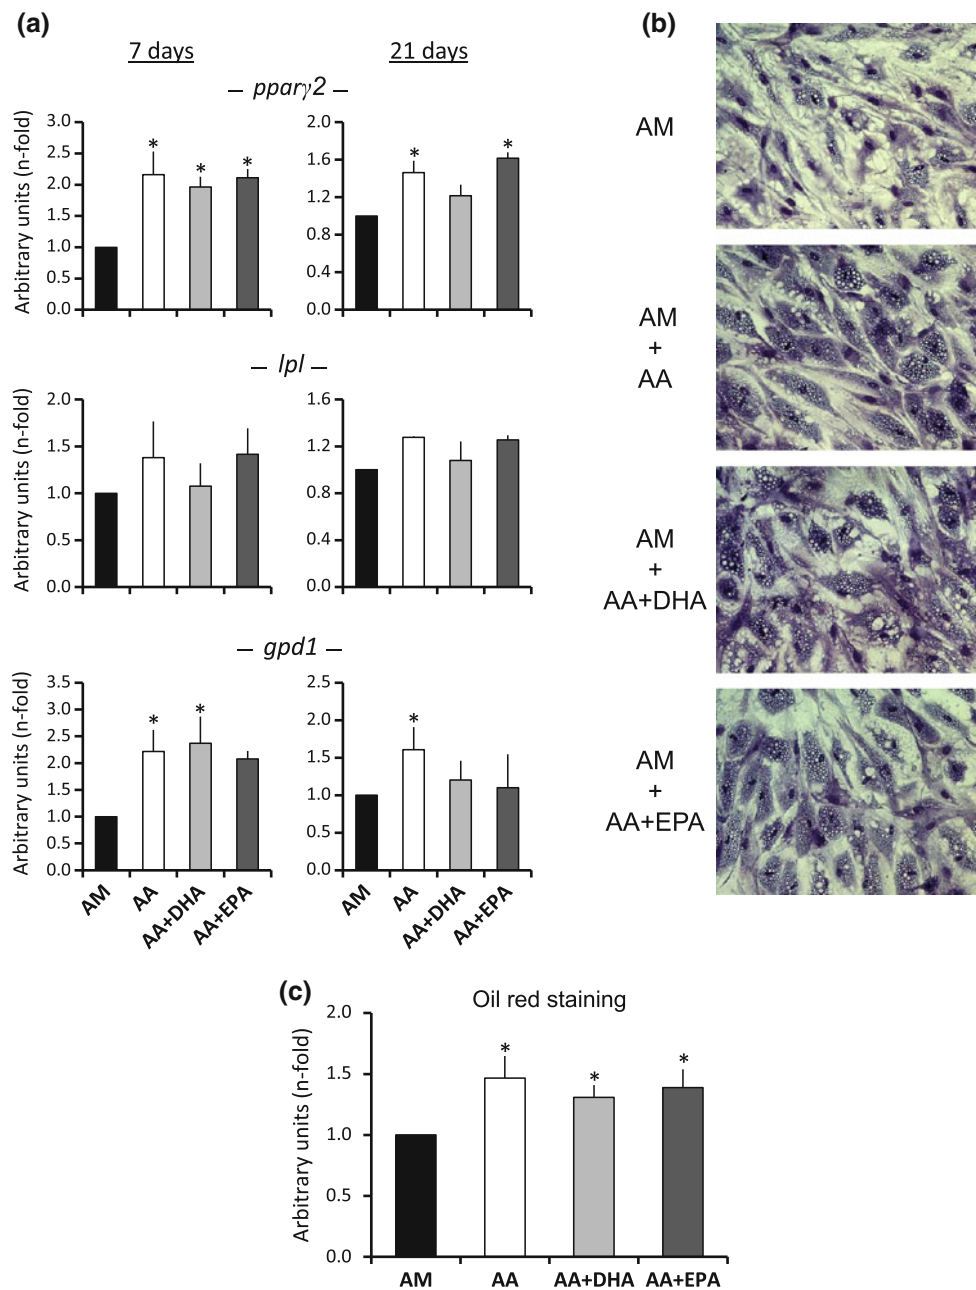 (a)
7 days
21 days
– pparγ2 –
Arbitrary units (n-fold)
3.0
2.5
2.0
1.5
1.0
0.5
0.0
* * *
2.0
1.6
1.2
0.8
0.4
0.0
* *
– lpl –
Arbitrary units (n-fold)
2.0
1.5
1.0
0.5
0.0
1.6
1.2
0.8
0.4
0.0
– gpd1 –
Arbitrary units (n-fold)
3.5
3.0
2.5
2.0
1.5
1.0
0.5
0.0
* *
AM
AA
AA+DHA
AA+EPA
2.5
2.0
1.5
1.0
0.5
0.0
*
AM
AA
AA+DHA
AA+EPA
(b)
AM
AM
+
AA
AM
+
AA+DHA
AM
+
AA+EPA
(c)
Oil red staining
Arbitrary units (n-fold)
2.0
1.5
1.0
0.5
0.0
* * *
AM AA AA+DHA AA+EPA